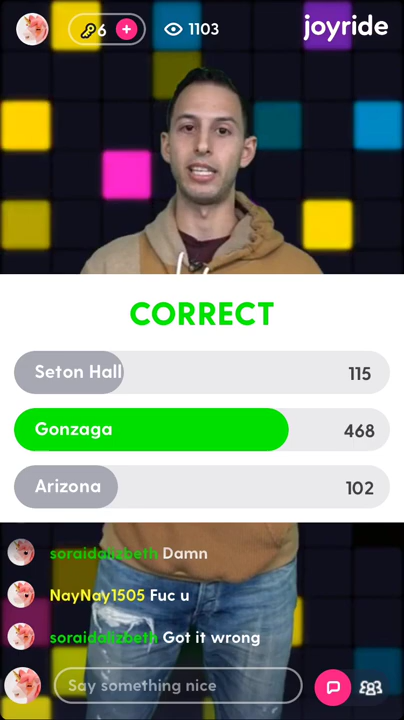 6 + 1103 joyride
CORRECT
Seton Hall 115
Gonzaga 468
Arizona 102
soraidalizbeth Damn
NayNay1505 Fuc u
soraidalizbeth Got it wrong
Say something nice